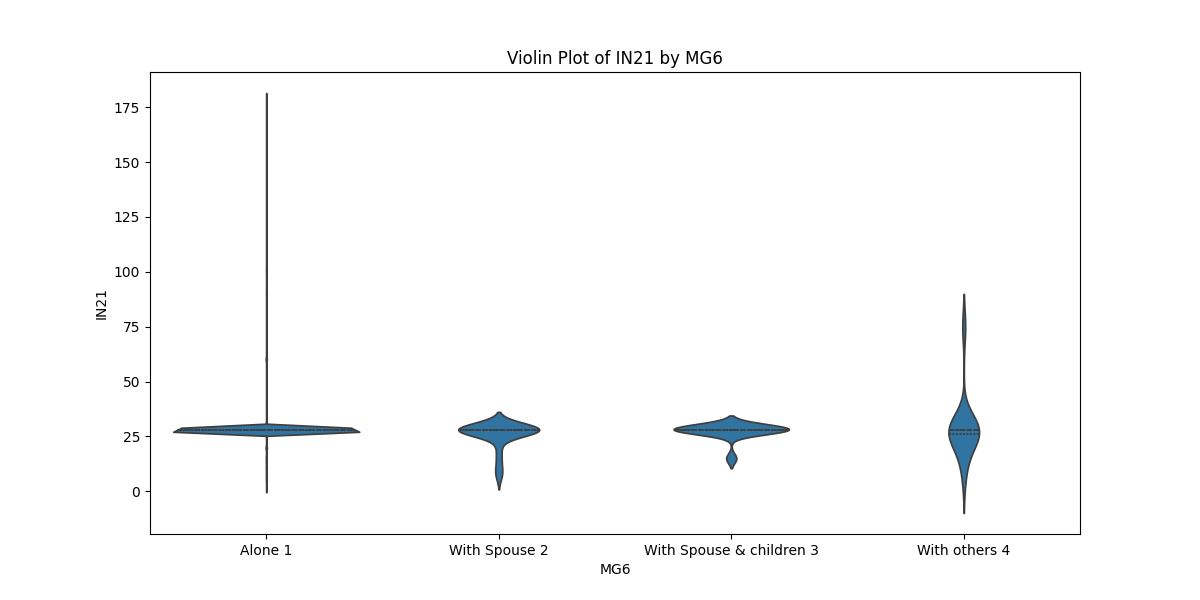 Violin Plot of IN21 by MG6
175
150
125
100
75
50
25
0
IN21
Alone 1
With Spouse 2
With Spouse & children 3
With others 4
MG6